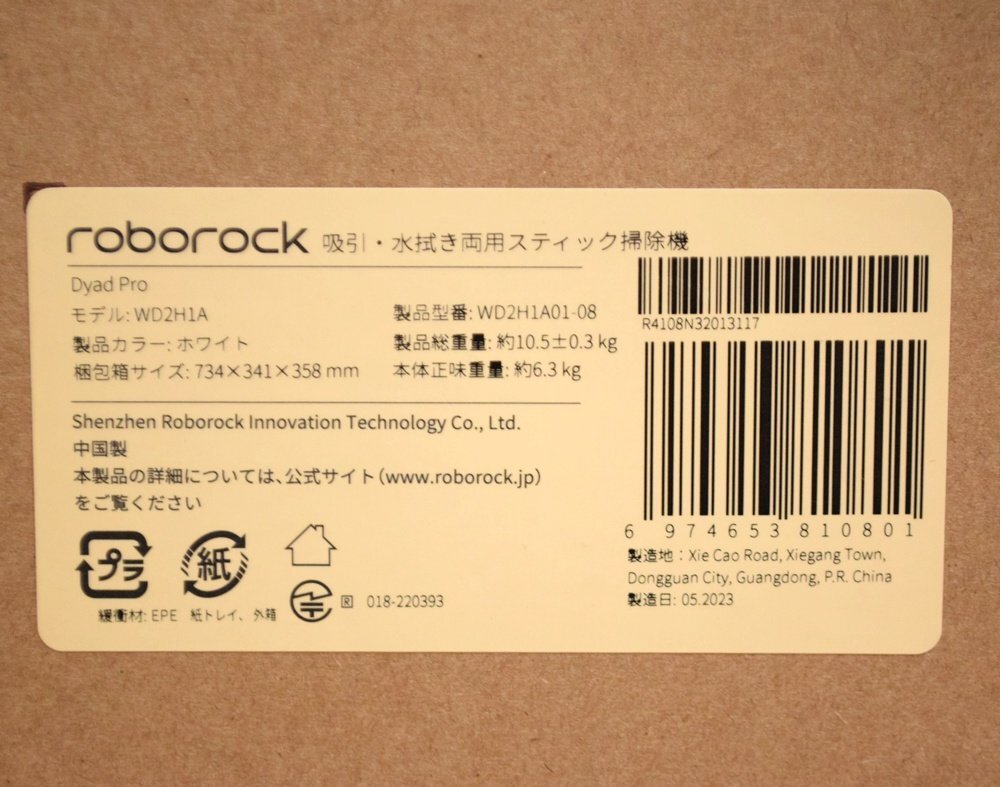 roborock 吸引・水拭き両用スティック掃除機
Dyad Pro
モデル: WD2H1A
製品型番: WD2H1A01-08
製品カラー: ホワイト
製品総重量: 約10.5±0.3 kg
梱包箱サイズ: 734×341×358 mm
本体正味重量: 約6.3 kg
Shenzhen Roborock Innovation Technology Co., Ltd.
中国製
本製品の詳細については、公式サイト(www.roborock.jp)
をご覧ください
プラ
紙
緩衝材: EPE 紙トレイ、外箱
R 018-220393
R4108N32013117
6 974653 810801
製造地:Xie Cao Road, Xiegang Town,
Dongguan City, Guangdong, P.R. China
製造日: 05.2023